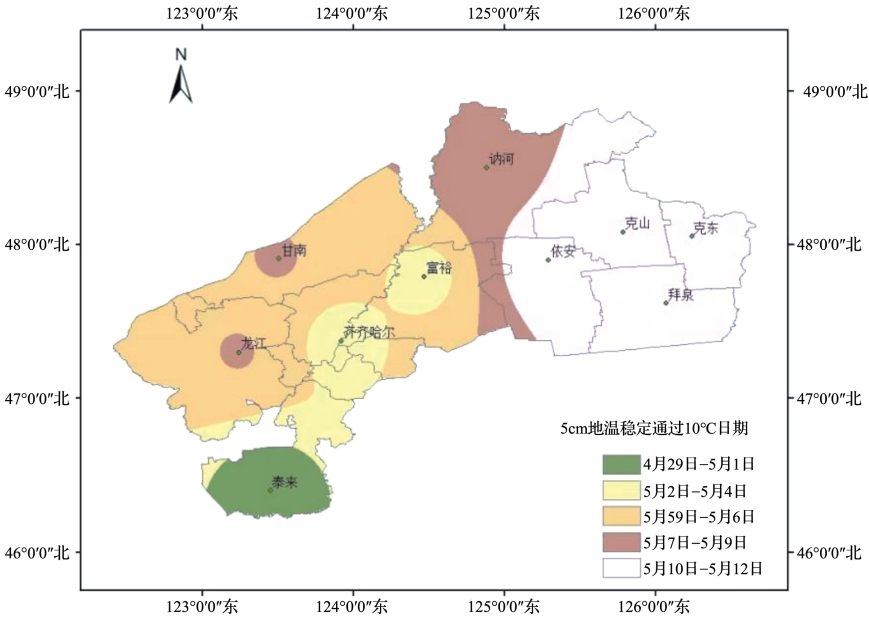 123°0′0″东 124°0′0″东 125°0′0″东 126°0′0″东
N
49°0′0″北 49°0′0″北
讷河
克山
克东
48°0′0″北 48°0′0″北
甘南
依安
富裕
拜泉
齐齐哈尔
龙江
47°0′0″北 47°0′0″北
5cm地温稳定通过10℃日期
4月29日–5月1日
泰来
5月2日–5月4日
5月59日–5月6日
5月7日–5月9日
46°0′0″北 46°0′0″北
5月10日–5月12日
123°0′0″东 124°0′0″东 125°0′0″东 126°0′0″东